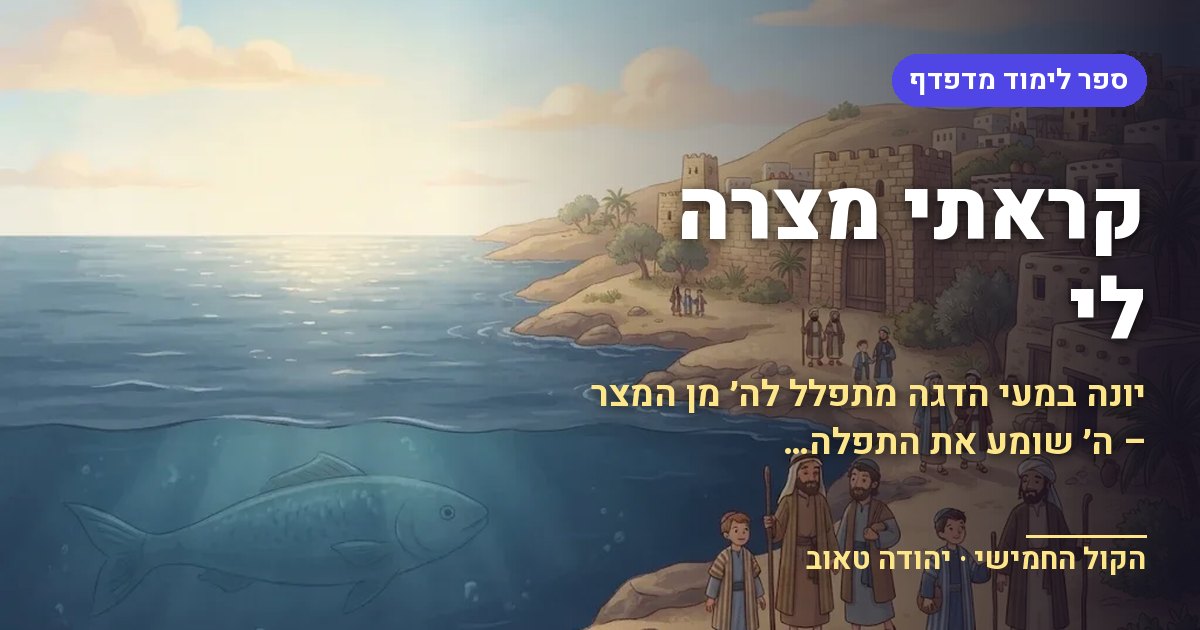 ספר לימוד מדפדף
קראתי מצרה
לי
יונה במעי הדגה מתפלל לה׳ מן המצר
– ה׳ שומע את התפלה...
הקול החמישי · יהודה טאוב